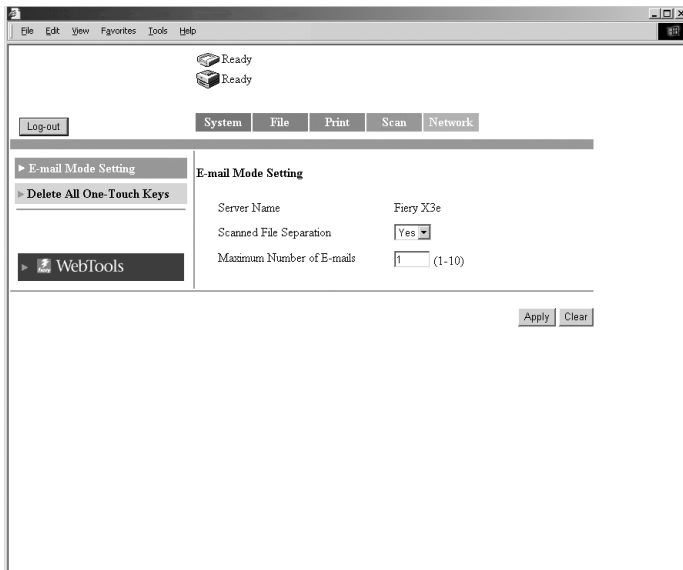 File Edit View Favorites Tools Help
Ready
Ready
Log-out
System File Print Scan Network
E-mail Mode Setting
Delete All One-Touch Keys
WebTools
E-mail Mode Setting
Server Name Fiery X3e
Scanned File Separation Yes
Maximum Number of E-mails 1 (1-10)
Apply Clear